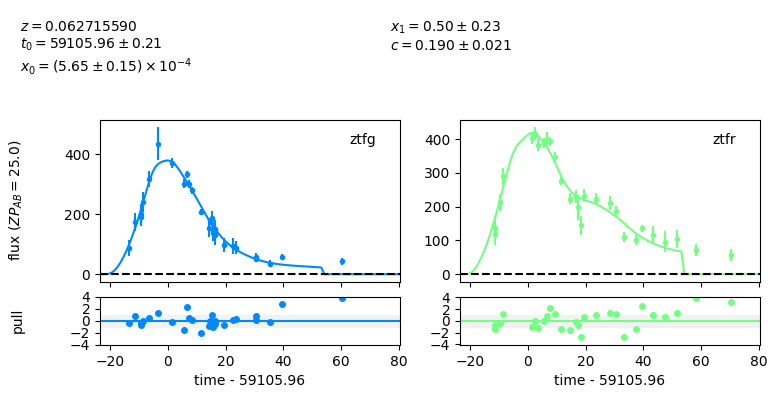 z = 0.062715590
t₀ = 59105.96 ± 0.21
x₀ = (5.65 ± 0.15) × 10⁻⁴
x₁ = 0.50 ± 0.23
c = 0.190 ± 0.021
flux (ZP_AB = 25.0)
ztfg
400
200
0
ztfr
400
300
200
100
0
pull
4
2
0
−2
−4
4
2
0
−2
−4
−20 0 20 40 60 80
−20 0 20 40 60 80
time - 59105.96
time - 59105.96